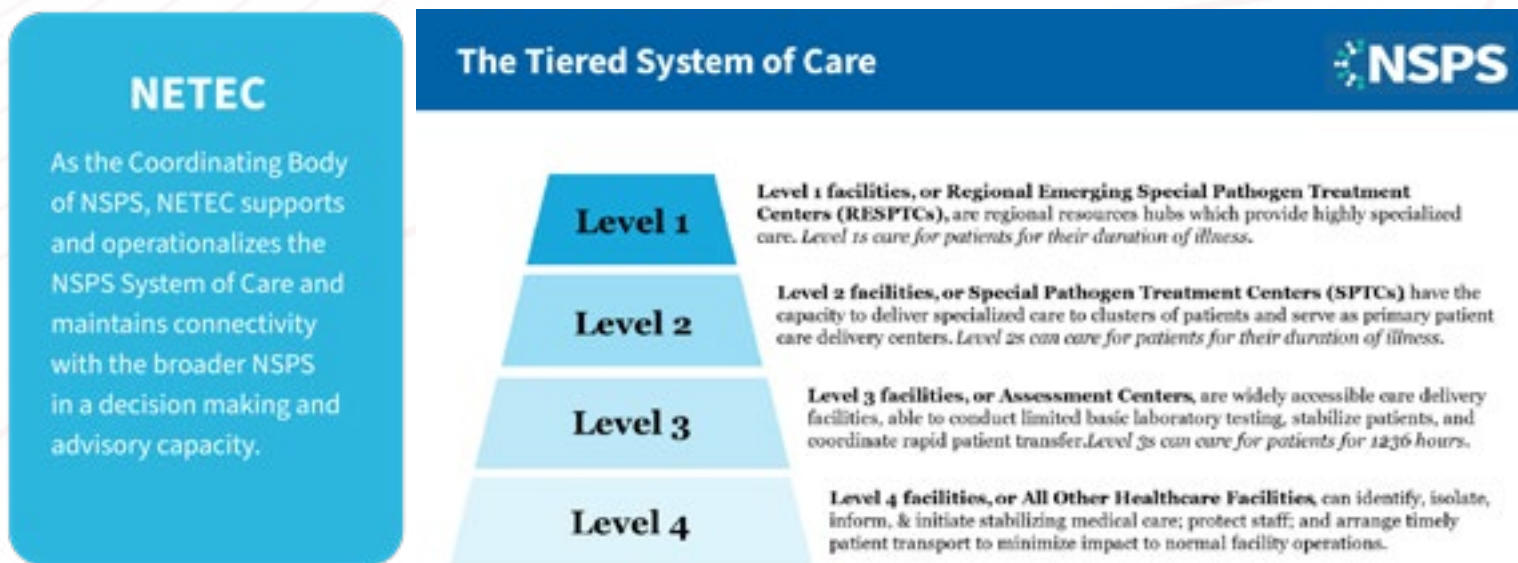 NETEC
As the Coordinating Body
of NSPS, NETEC supports
and operationalizes the
NSPS System of Care and
maintains connectivity
with the broader NSPS
in a decision making and
advisory capacity.
The Tiered System of Care
NSPS
Level 1
Level 1 facilities, or Regional Emerging Special Pathogen Treatment
Centers (RESPTCs), are regional resources hubs which provide highly specialized
care. Level 1s care for patients for their duration of illness.
Level 2
Level 2 facilities, or Special Pathogen Treatment Centers (SPTCs) have the
capacity to deliver specialized care to clusters of patients and serve as primary patient
care delivery centers. Level 2s can care for patients for their duration of illness.
Level 3
Level 3 facilities, or Assessment Centers, are widely accessible care delivery
facilities, able to conduct limited basic laboratory testing, stabilize patients, and
coordinate rapid patient transfer.Level 3s can care for patients for 1236 hours.
Level 4
Level 4 facilities, or All Other Healthcare Facilities, can identify, isolate,
inform, & initiate stabilizing medical care; protect staff; and arrange timely
patient transport to minimize impact to normal facility operations.